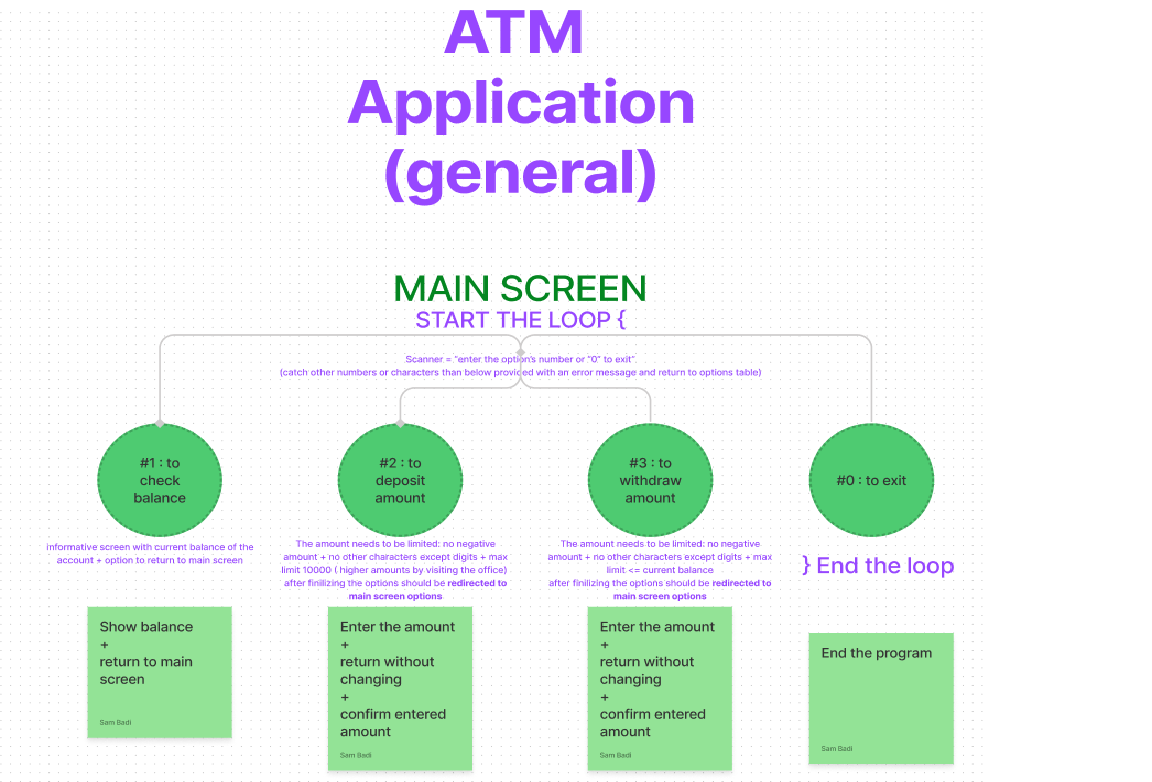 ATM
Application
(general)
MAIN SCREEN
START THE LOOP {
Scanner = "enter the option's number or "0" to exit".
(catch other numbers or characters than below provided with an error message and return to options table)
#1 : to
check
balance
#2 : to
deposit
amount
#3 : to
withdraw
amount
#0 : to exit
informative screen with current balance of the
account + option to return to main screen
The amount needs to be limited: no negative
amount + no other characters except digits + max
limit 10000 ( higher amounts by visiting the office)
after finilizing the options should be redirected to
main screen options
The amount needs to be limited: no negative
amount + no other characters except digits + max
limit <= current balance
after finilizing the options should be redirected to
main screen options
} End the loop
Show balance
+
return to main
screen
Sam Badi
Enter the amount
+
return without
changing
+
confirm entered
amount
Sam Badi
Enter the amount
+
return without
changing
+
confirm entered
amount
Sam Badi
End the program
Sam Badi